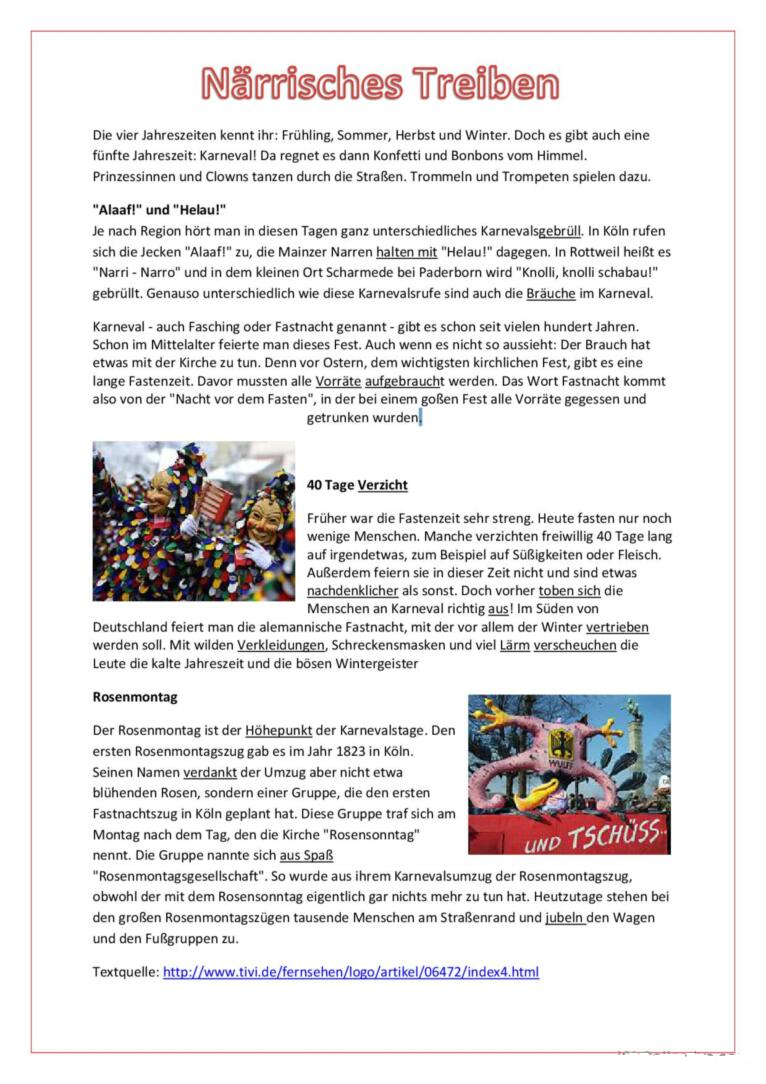 Närrisches Treiben
Die vier Jahreszeiten kennt ihr: Frühling, Sommer, Herbst und Winter. Doch es gibt auch eine
fünfte Jahreszeit: Karneval! Da regnet es dann Konfetti und Bonbons vom Himmel.
Prinzessinnen und Clowns tanzen durch die Straßen. Trommeln und Trompeten spielen dazu.
"Alaaf!" und "Helau!"
Je nach Region hört man in diesen Tagen ganz unterschiedliches Karnevalsgebrüll. In Köln rufen
sich die Jecken "Alaaf!" zu, die Mainzer Narren halten mit "Helau!" dagegen. In Rottweil heißt es
"Narri - Narro" und in dem kleinen Ort Scharmede bei Paderborn wird "Knolli, knolli schabau!"
gebrüllt. Genauso unterschiedlich wie diese Karnevalsrufe sind auch die Bräuche im Karneval.
Karneval - auch Fasching oder Fastnacht genannt - gibt es schon seit vielen hundert Jahren.
Schon im Mittelalter feierte man dieses Fest. Auch wenn es nicht so aussieht: Der Brauch hat
etwas mit der Kirche zu tun. Denn vor Ostern, dem wichtigsten kirchlichen Fest, gibt es eine
lange Fastenzeit. Davor mussten alle Vorräte aufgebraucht werden. Das Wort Fastnacht kommt
also von der "Nacht vor dem Fasten", in der bei einem goßen Fest alle Vorräte gegessen und
getrunken wurden.
40 Tage Verzicht
Früher war die Fastenzeit sehr streng. Heute fasten nur noch
wenige Menschen. Manche verzichten freiwillig 40 Tage lang
auf irgendetwas, zum Beispiel auf Süßigkeiten oder Fleisch.
Außerdem feiern sie in dieser Zeit nicht und sind etwas
nachdenklicher als sonst. Doch vorher toben sich die
Menschen an Karneval richtig aus! Im Süden von
Deutschland feiert man die alemannische Fastnacht, mit der vor allem der Winter vertrieben
werden soll. Mit wilden Verkleidungen, Schreckensmasken und viel Lärm verscheuchen die
Leute die kalte Jahreszeit und die bösen Wintergeister
Rosenmontag
Der Rosenmontag ist der Höhepunkt der Karnevalstage. Den
ersten Rosenmontagszug gab es im Jahr 1823 in Köln.
Seinen Namen verdankt der Umzug aber nicht etwa
blühenden Rosen, sondern einer Gruppe, die den ersten
Fastnachtszug in Köln geplant hat. Diese Gruppe traf sich am
Montag nach dem Tag, den die Kirche "Rosensonntag"
nennt. Die Gruppe nannte sich aus Spaß
"Rosenmontagsgesellschaft". So wurde aus ihrem Karnevalsumzug der Rosenmontagszug,
obwohl der mit dem Rosensonntag eigentlich gar nichts mehr zu tun hat. Heutzutage stehen bei
den großen Rosenmontagszügen tausende Menschen am Straßenrand und jubeln den Wagen
und den Fußgruppen zu.
WULFF
UND TSCHÜSS..
Textquelle: http://www.tivi.de/fernsehen/logo/artikel/06472/index4.html